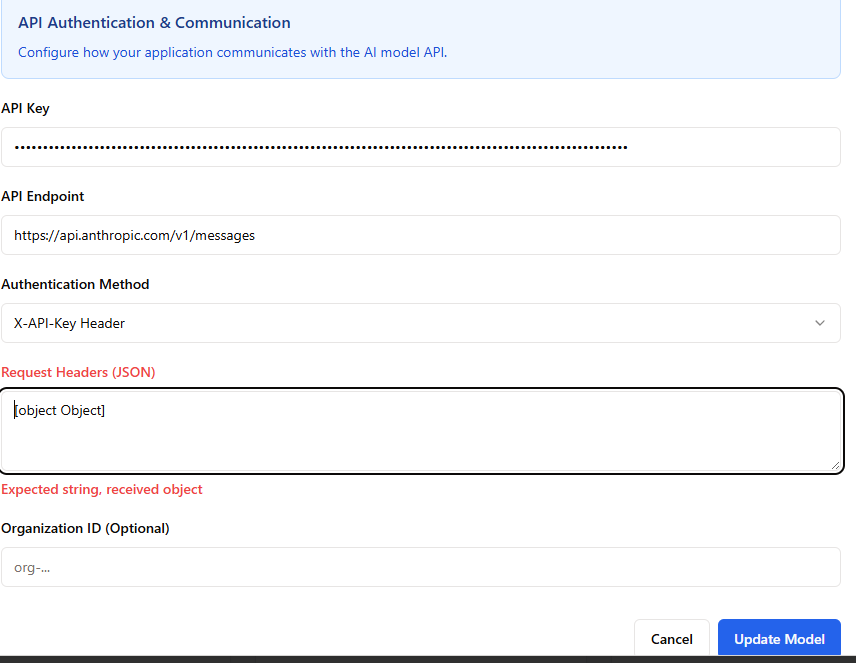 API Authentication & Communication
Configure how your application communicates with the AI model API.
API Key
••••••••••••••••••••••••••••••••••••••••••••••••••••••••••••••••••••••••••••••••••••••••••••••••••••••••••••
API Endpoint
https://api.anthropic.com/v1/messages
Authentication Method
X-API-Key Header
Request Headers (JSON)
[object Object]
Expected string, received object
Organization ID (Optional)
org-...
Cancel
Update Model